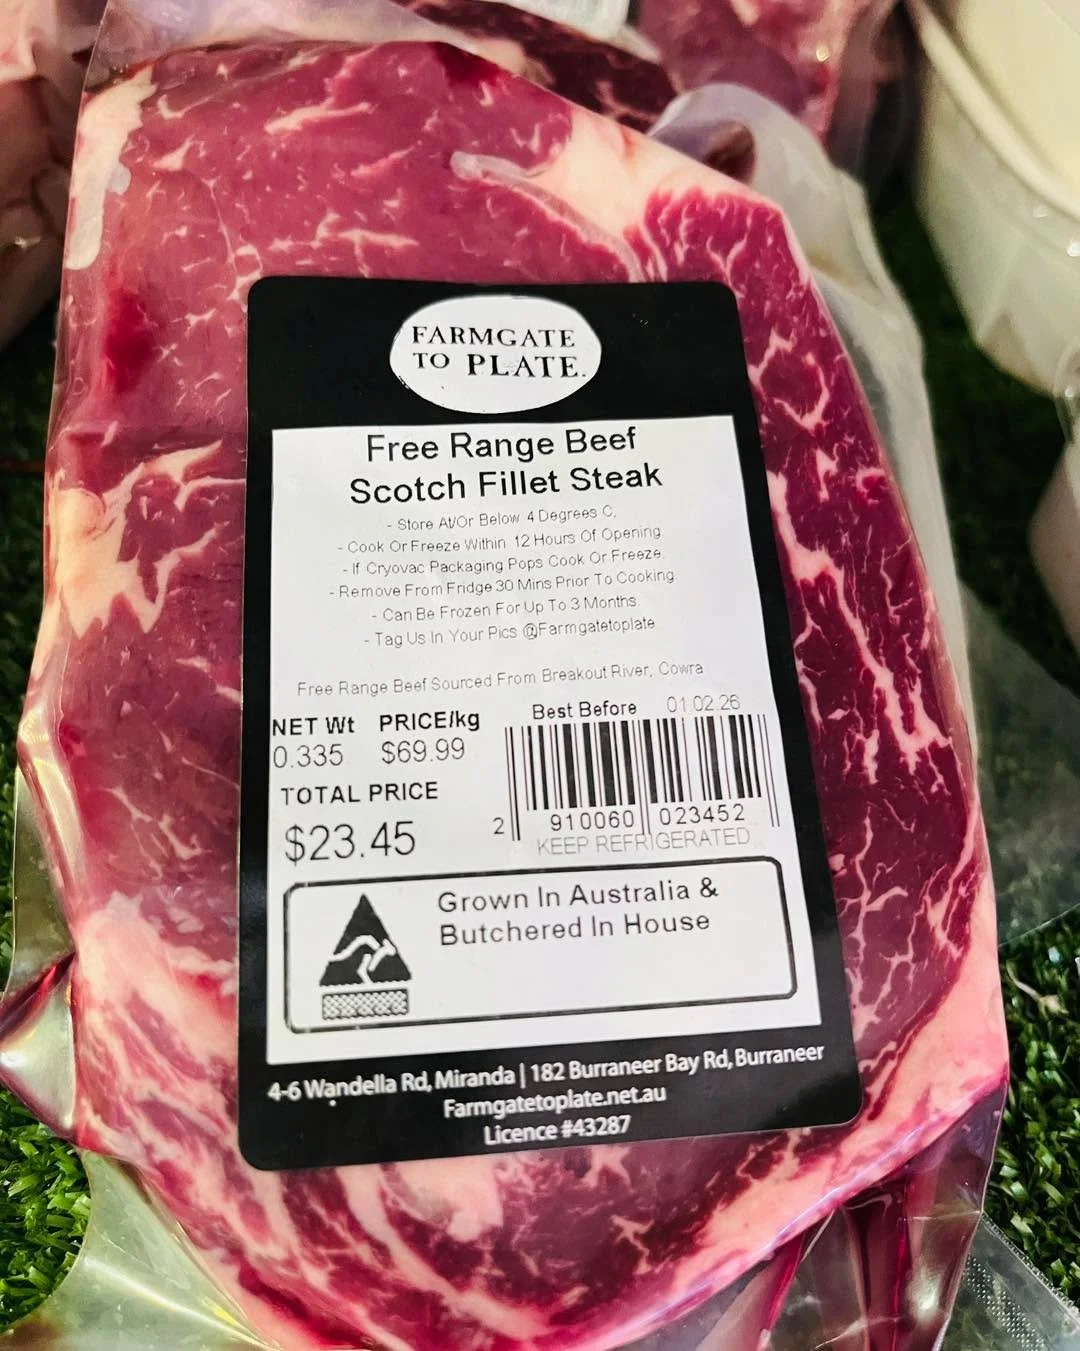 FARMGATE
TO PLATE.
Free Range Beef
Scotch Fillet Steak
- Store At/Or Below 4 Degrees C.
- Cook Or Freeze Within 12 Hours Of Opening
- If Cryovac Packaging Pops Cook Or Freeze.
- Remove From Fridge 30 Mins Prior To Cooking
- Can Be Frozen For Up To 3 Months.
- Tag Us In Your Pics @Farmgatetoplate
Free Range Beef Sourced From Breakout River, Cowra
NET Wt PRICE/kg Best Before 01.02.26
0.335 $69.99
TOTAL PRICE
$23.45
2 910060 023452
KEEP REFRIGERATED
Grown In Australia &
Butchered In House
4-6 Wandella Rd, Miranda | 182 Burraneer Bay Rd, Burraneer
Farmgatetoplate.net.au
Licence #43287